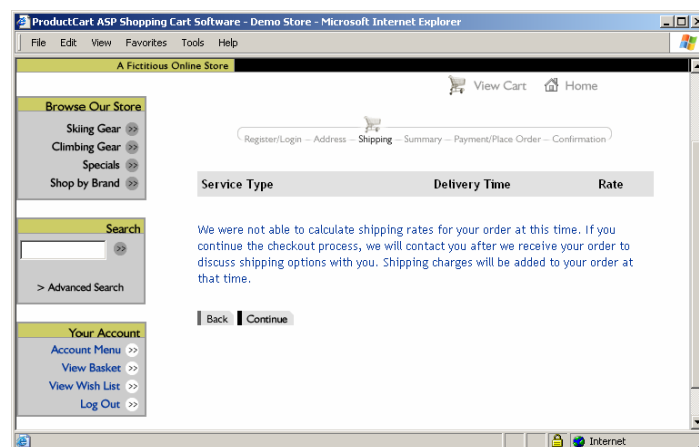 ProductCart ASP Shopping Cart Software - Demo Store - Microsoft Internet Explorer
File Edit View Favorites Tools Help
A Fictitious Online Store
View Cart Home
Browse Our Store
Skiing Gear >>
Climbing Gear >>
Specials >>
Shop by Brand >>
Register/Login – Address – Shipping – Summary – Payment/Place Order – Confirmation
Service Type Delivery Time Rate
Search
>>
> Advanced Search
We were not able to calculate shipping rates for your order at this time. If you
continue the checkout process, we will contact you after we receive your order to
discuss shipping options with you. Shipping charges will be added to your order at
that time.
Back Continue
Your Account
Account Menu >>
View Basket >>
View Wish List >>
Log Out >>
Internet